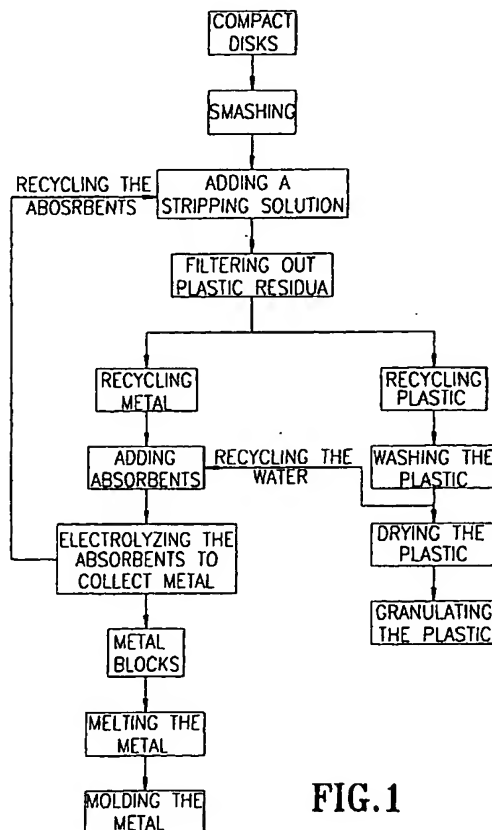 COMPACT
DISKS
SMASHING
RECYCLING THE
ABOSRBENTS
ADDING A
STRIPPING SOLUTION
FILTERING OUT
PLASTIC RESIDUA
RECYCLING
METAL
RECYCLING
PLASTIC
ADDING
ABSORBENTS
RECYCLING THE
WATER
WASHING THE
PLASTIC
ELECTROLYZING THE
ABSORBENTS TO
COLLECT METAL
DRYING THE
PLASTIC
GRANULATING
THE PLASTIC
METAL
BLOCKS
MELTING THE
METAL
MOLDING THE
METAL
FIG.1